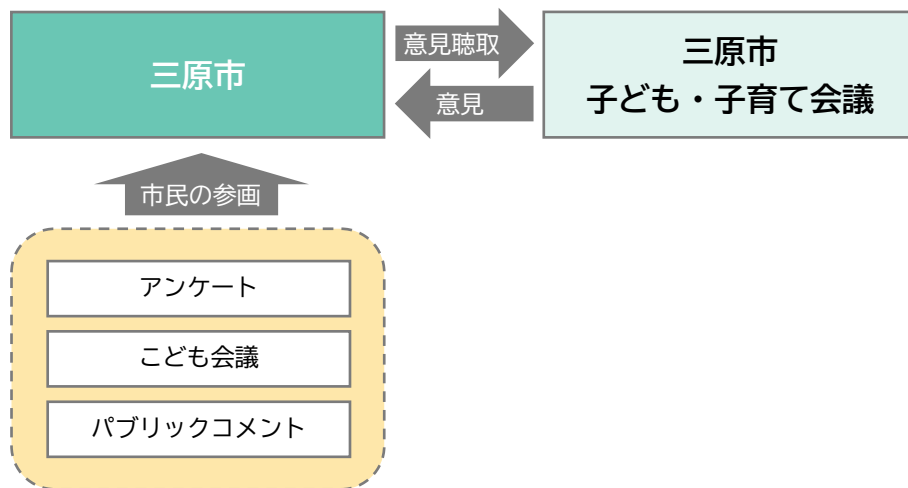 三原市
意見聴取
意見
三原市
子ども・子育て会議
市民の参画
アンケート
こども会議
パブリックコメント